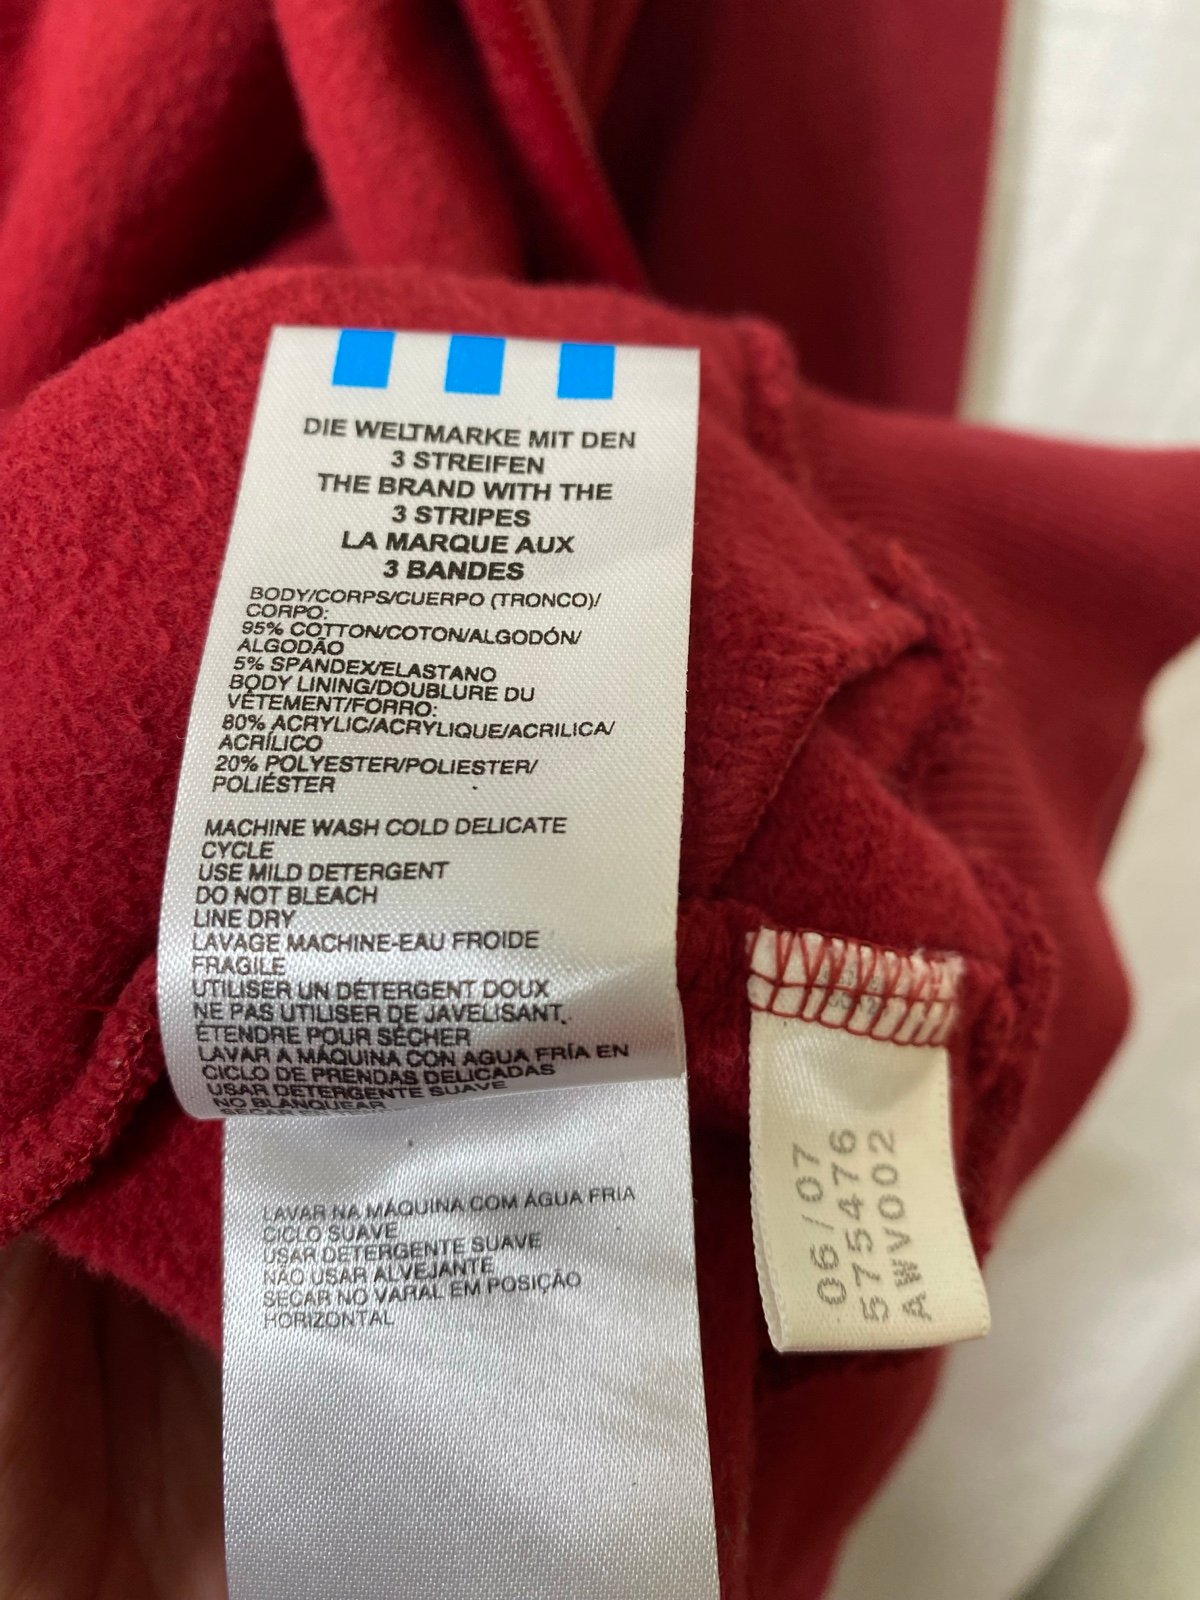 DIE WELTMARKE MIT DEN
3 STREIFEN
THE BRAND WITH THE
3 STRIPES
LA MARQUE AUX
3 BANDES
BODY/CORPS/CUERPO (TRONCO)/
CORPO:
95% COTTON/COTON/ALGODÓN/
ALGODÃO
5% SPANDEX/ELASTANO
BODY LINING/DOUBLURE DU
VÊTEMENT/FORRO:
80% ACRYLIC/ACRYLIQUE/ACRILICA/
ACRÍLICO
20% POLYESTER/POLIESTER/
POLIÉSTER
MACHINE WASH COLD DELICATE
CYCLE
USE MILD DETERGENT
DO NOT BLEACH
LINE DRY
LAVAGE MACHINE-EAU FROIDE
FRAGILE
UTILISER UN DÉTERGENT DOUX
NE PAS UTILISER DE JAVELISANT.
ÉTENDRE POUR SÉCHER
LAVAR A MÁQUINA CON AGUA FRÍA EN
CICLO DE PRENDAS DELICADAS
USAR DETERGENTE SUAVE
NO BLANQUEAR
LAVAR NA MÁQUINA COM ÁGUA FRIA
CICLO SUAVE
USAR DETERGENTE SUAVE
NÃO USAR ALVEJANTE
SECAR NO VARAL EM POSIÇÃO
HORIZONTAL
06/07
575476
AWV002